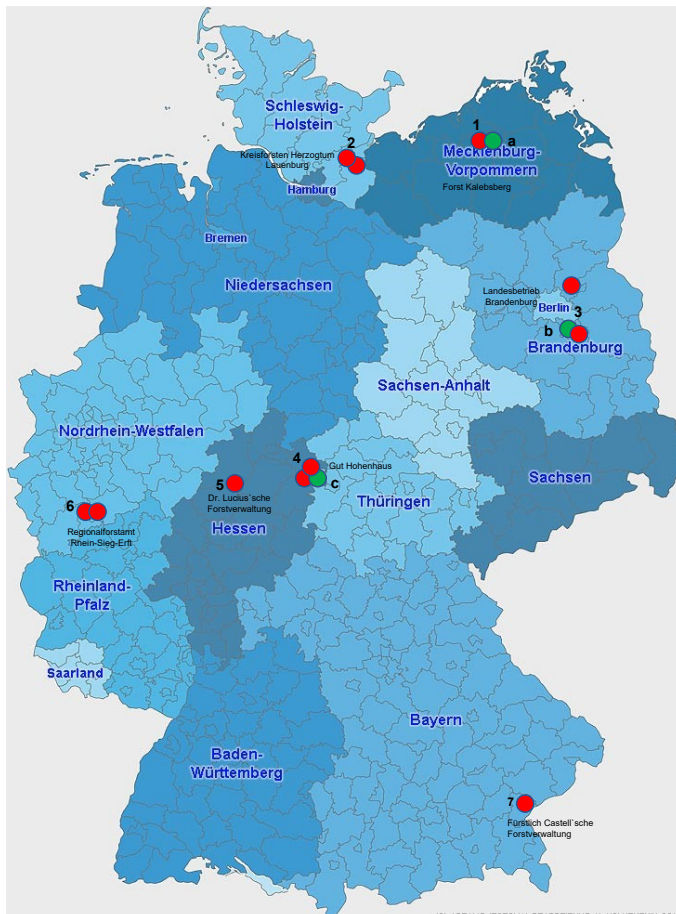 Schleswig-
Holstein
2
Kreisforsten Herzogtum
Lauenburg
Hamburg
1
a
Mecklenburg-
Vorpommern
Forst Kalebsberg
Bremen
Niedersachsen
Landesbetrieb
Brandenburg
Berlin
3
b
Brandenburg
Sachsen-Anhalt
Nordrhein-Westfalen
4
Gut Hohenhaus
c
5
Dr. Lucius`sche
Forstverwaltung
Hessen
Thüringen
Sachsen
6
Regionalforstamt
Rhein-Sieg-Erft
Rheinland-
Pfalz
Saarland
Bayern
Baden-
Württemberg
7
Fürstlich Castell`sche
Forstverwaltung